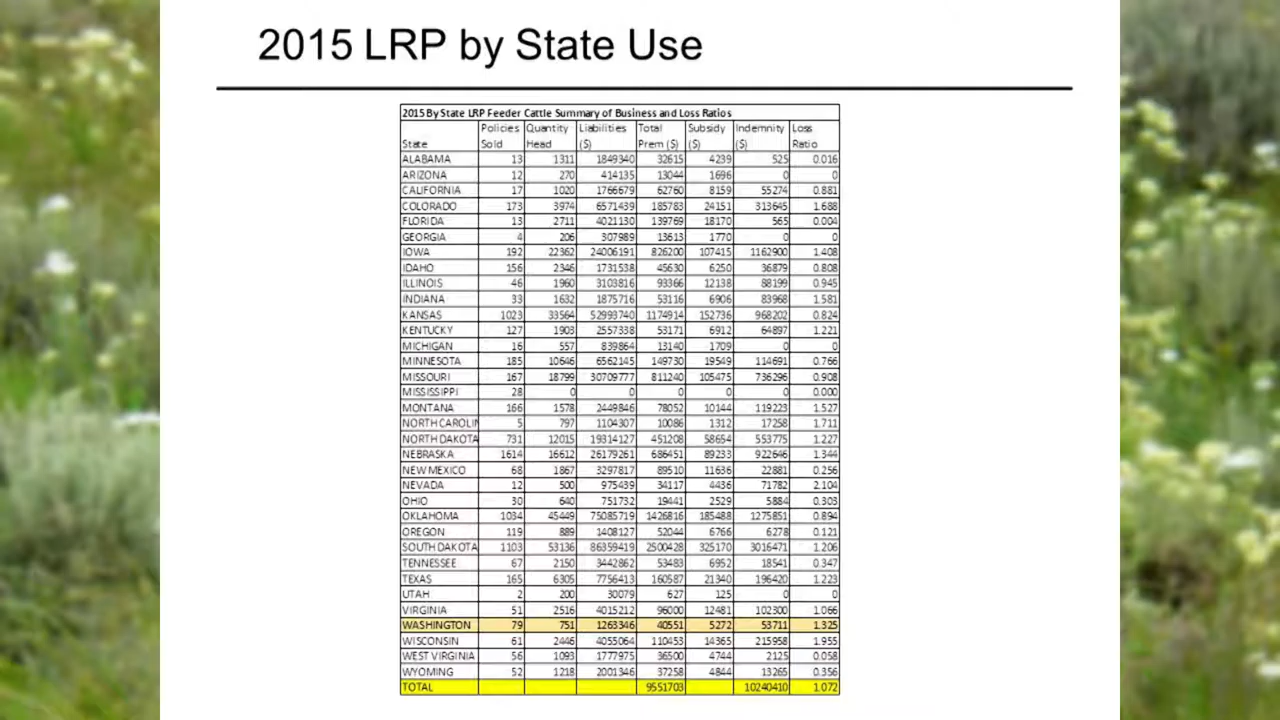 2015 LRP by State Use
2015 By State LRP Feeder Cattle Summary of Business and Loss Ratios
State Policies Sold Quantity Head Liabilities ($) Total Prem ($) Subsidy ($) Indemnity ($) Loss Ratio
ALABAMA 13 1311 1849340 32615 4239 525 0.016
ARIZONA 12 270 414135 13044 1696 0 0
CALIFORNIA 17 1020 1766679 62760 8159 55274 0.881
COLORADO 173 3974 6571439 185783 24151 313645 1.688
FLORIDA 13 2711 4021130 139769 18170 565 0.004
GEORGIA 4 206 307989 13613 1770 0 0
IOWA 192 22362 24006191 826200 107415 1162900 1.408
IDAHO 156 2346 1731538 45630 6250 36879 0.808
ILLINOIS 46 1960 3103816 93366 12138 88199 0.945
INDIANA 33 1632 1875716 53116 6906 83968 1.581
KANSAS 1023 33564 52993740 1174914 152736 968202 0.824
KENTUCKY 127 1903 2557338 53171 6912 64897 1.221
MICHIGAN 16 557 839864 13140 1709 0 0
MINNESOTA 185 10646 6562145 149730 19549 114691 0.766
MISSOURI 167 18799 30709777 811240 105475 736296 0.908
MISSISSIPPI 28 0 0 0 0 0 0.000
MONTANA 166 1578 2449846 78052 10144 119223 1.527
NORTH CAROLIN 5 797 1104307 10086 1312 17258 1.711
NORTH DAKOTA 731 12015 19314127 451208 58654 553775 1.227
NEBRASKA 1614 16612 26179261 686451 89233 922646 1.344
NEW MEXICO 68 1867 3297817 89510 11636 22881 0.256
NEVADA 12 500 975439 34117 4436 71782 2.104
OHIO 30 640 751732 19441 2529 5884 0.303
OKLAHOMA 1034 45449 75085719 1426816 185488 1275851 0.894
OREGON 119 889 1408127 52044 6766 6278 0.121
SOUTH DAKOTA 1103 53136 86359419 2500428 325170 3016471 1.206
TENNESSEE 67 2150 3442862 53483 6952 18541 0.347
TEXAS 165 6305 7756413 160587 21340 196420 1.223
UTAH 2 200 30079 627 125 0 0
VIRGINIA 51 2516 4015212 96000 12481 102300 1.066
WASHINGTON 79 751 1263346 40551 5272 53711 1.325
WISCONSIN 61 2446 4055064 110453 14365 215958 1.955
WEST VIRGINIA 56 1093 1777975 36500 4744 2125 0.058
WYOMING 52 1218 2001346 37258 4844 13265 0.356
TOTAL 9551703 10240410 1.072